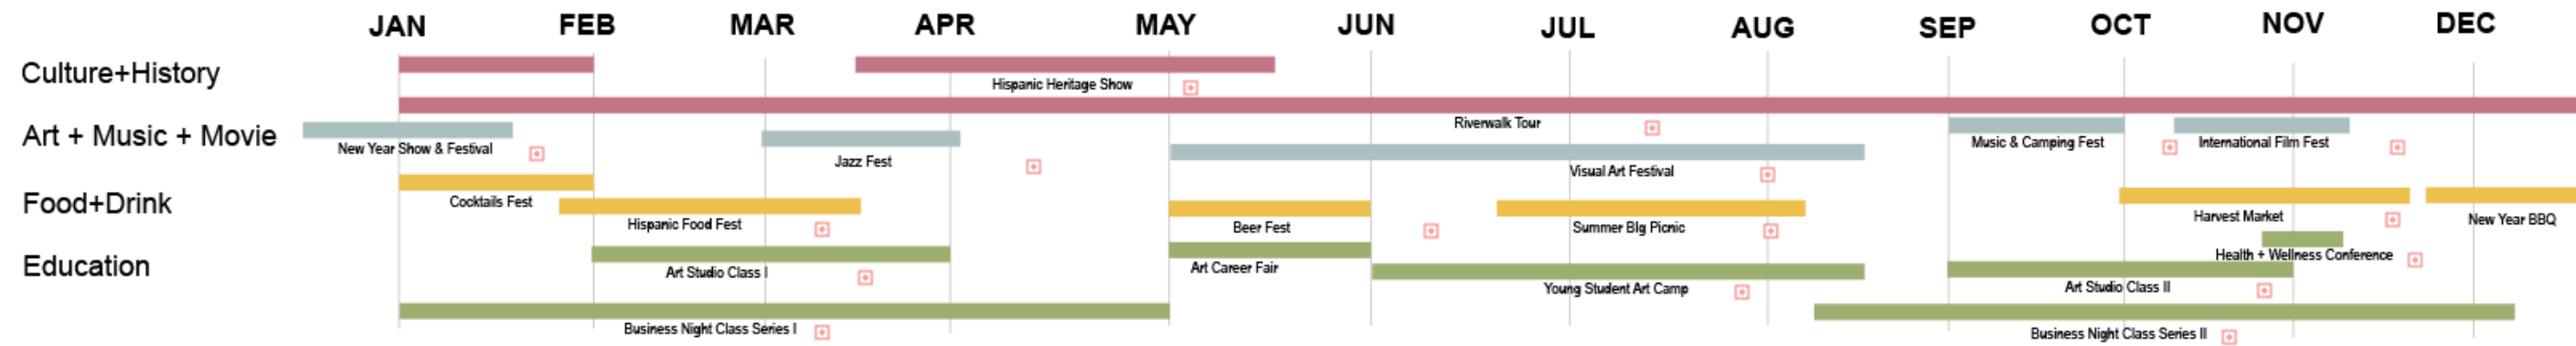 JAN FEB MAR APR MAY JUN JUL AUG SEP OCT NOV DEC
Culture+History
Hispanic Heritage Show
Riverwalk Tour
Art + Music + Movie
New Year Show & Festival
Jazz Fest
Visual Art Festival
Music & Camping Fest
International Film Fest
Food+Drink
Cocktails Fest
Hispanic Food Fest
Beer Fest
Summer BIg Picnic
Harvest Market
New Year BBQ
Education
Art Studio Class I
Art Career Fair
Young Student Art Camp
Health + Wellness Conference
Art Studio Class II
Business Night Class Series I
Business Night Class Series II